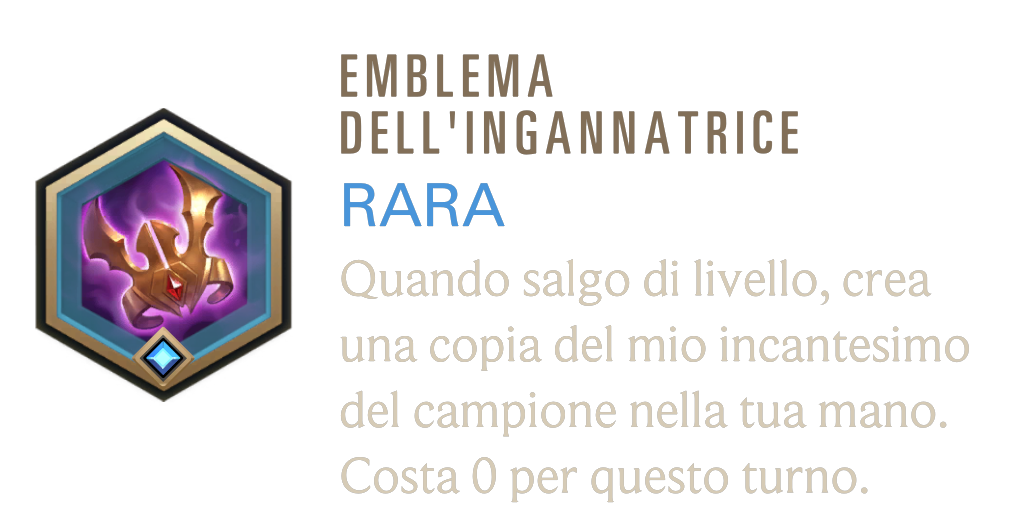 EMBLEMA
DELL'INGANNATRICE
RARA
Quando salgo di livello, crea
una copia del mio incantesimo
del campione nella tua mano.
Costa 0 per questo turno.